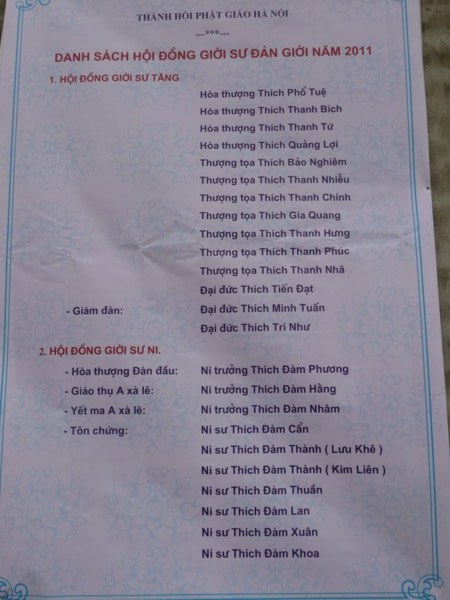 THÀNH HỘI PHẬT GIÁO HÀ NỘI
---***---
DANH SÁCH HỘI ĐỒNG GIỚI SƯ ĐÀN GIỚI NĂM 2011
1. HỘI ĐỒNG GIỚI SƯ TĂNG
Hòa thượng Thích Phổ Tuệ
Hòa thượng Thích Thanh Bích
Hòa thượng Thích Thanh Tứ
Hòa thượng Thích Quảng Lợi
Thượng tọa Thích Bảo Nghiêm
Thượng tọa Thích Thanh Nhiễu
Thượng tọa Thích Thanh Chính
Thượng tọa Thích Gia Quang
Thượng tọa Thích Thanh Hưng
Thượng tọa Thích Thanh Phúc
Thượng tọa Thích Thanh Nhã
Đại đức Thích Tiến Đạt
- Giám đàn: Đại đức Thích Minh Tuấn
Đại đức Thích Trí Như
2. HỘI ĐỒNG GIỚI SƯ NI.
- Hòa thượng Đàn đầu: Ni trưởng Thích Đàm Phương
- Giáo thụ A xà lê: Ni trưởng Thích Đàm Hằng
- Yết ma A xà lê: Ni trưởng Thích Đàm Nhâm
- Tôn chứng: Ni sư Thích Đàm Cẩn
Ni sư Thích Đàm Thành ( Lưu Khê )
Ni sư Thích Đàm Thành ( Kim Liên )
Ni sư Thích Đàm Thuần
Ni sư Thích Đàm Lan
Ni sư Thích Đàm Xuân
Ni sư Thích Đàm Khoa